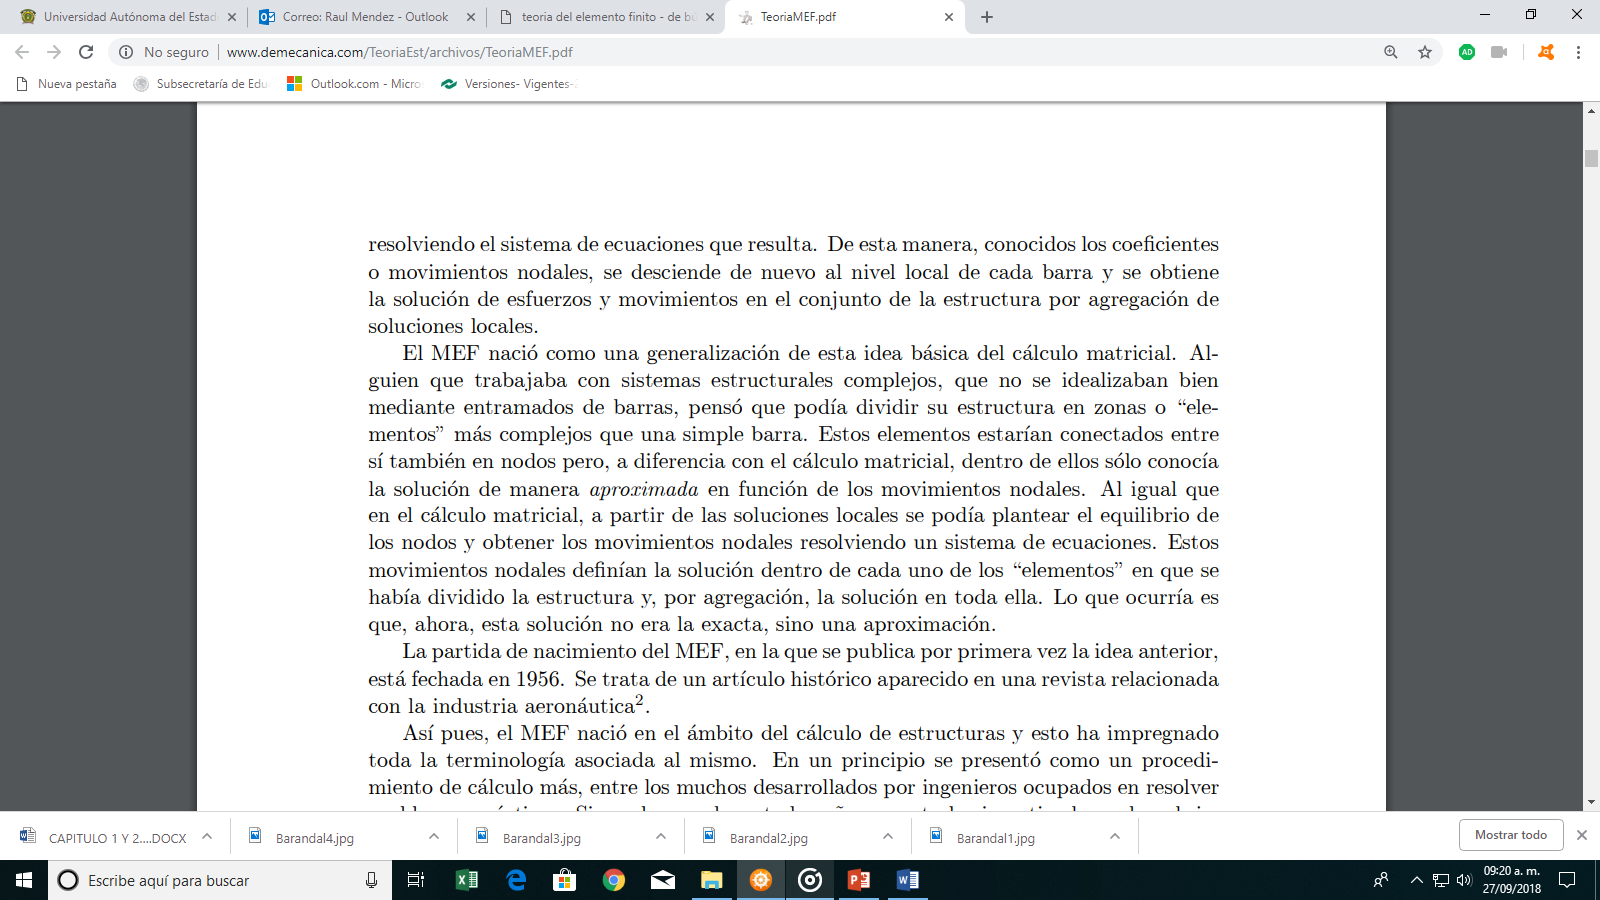 Universidad Autónoma del Estad
Correo: Raul Mendez - Outlook
teoria del elemento finito - de bú
TeoriaMEF.pdf
No seguro
www.demecanica.com/TeoriaEst/archivos/TeoriaMEF.pdf
Nueva pestaña
Subsecretaría de Edu
Outlook.com - Micro
Versiones- Vigentes-
resolviendo el sistema de ecuaciones que resulta. De esta manera, conocidos los coeficientes
o movimientos nodales, se desciende de nuevo al nivel local de cada barra y se obtiene
la solución de esfuerzos y movimientos en el conjunto de la estructura por agregación de
soluciones locales.
El MEF nació como una generalización de esta idea básica del cálculo matricial. Al-
guien que trabajaba con sistemas estructurales complejos, que no se idealizaban bien
mediante entramados de barras, pensó que podía dividir su estructura en zonas o “ele-
mentos” más complejos que una simple barra. Estos elementos estarían conectados entre
sí también en nodos pero, a diferencia con el cálculo matricial, dentro de ellos sólo conocía
la solución de manera aproximada en función de los movimientos nodales. Al igual que
en el cálculo matricial, a partir de las soluciones locales se podía plantear el equilibrio de
los nodos y obtener los movimientos nodales resolviendo un sistema de ecuaciones. Estos
movimientos nodales definían la solución dentro de cada uno de los “elementos” en que se
había dividido la estructura y, por agregación, la solución en toda ella. Lo que ocurría es
que, ahora, esta solución no era la exacta, sino una aproximación.
La partida de nacimiento del MEF, en la que se publica por primera vez la idea anterior,
está fechada en 1956. Se trata de un artículo histórico aparecido en una revista relacionada
con la industria aeronáutica².
Así pues, el MEF nació en el ámbito del cálculo de estructuras y esto ha impregnado
toda la terminología asociada al mismo. En un principio se presentó como un procedi-
miento de cálculo más, entre los muchos desarrollados por ingenieros ocupados en resolver
CAPITULO 1 Y 2....DOCX
Barandal4.jpg
Barandal3.jpg
Barandal2.jpg
Barandal1.jpg
Mostrar todo
Escribe aquí para buscar
09:20 a. m.
27/09/2018